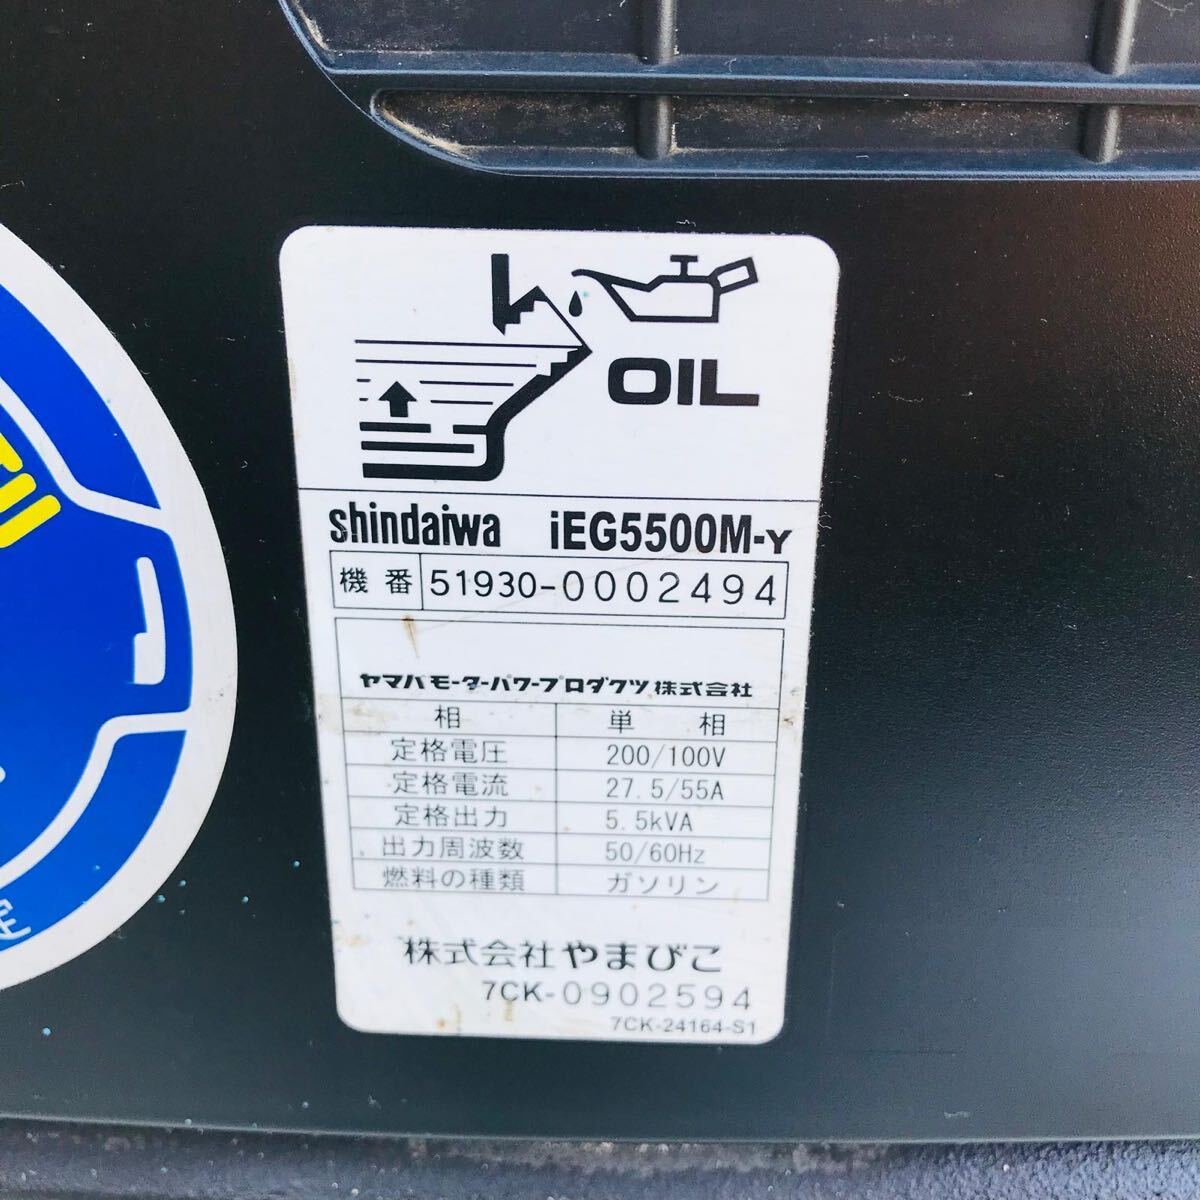 OIL
shindaiwa iEG5500M-Y
機番 51930-0002494
ヤマハモーターパワープロダクツ株式会社
相 単相
定格電圧 200/100V
定格電流 27.5/55A
定格出力 5.5kVA
出力周波数 50/60Hz
燃料の種類 ガソリン
株式会社やまびこ
7CK-0902594
7CK-24164-S1